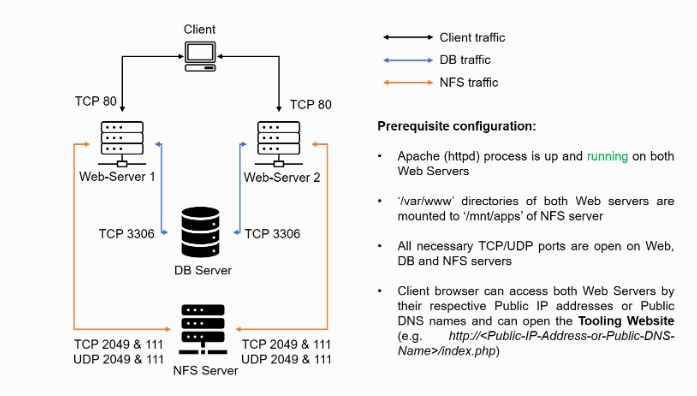 Client
Client traffic
DB traffic
NFS traffic
TCP 80
TCP 80
Web-Server 1
Web-Server 2
TCP 3306
TCP 3306
DB Server
TCP 2049 & 111
UDP 2049 & 111
TCP 2049 & 111
UDP 2049 & 111
NFS Server
Prerequisite configuration:
• Apache (httpd) process is up and running on both
Web Servers
• ‘/var/www’ directories of both Web servers are
mounted to ‘/mnt/apps’ of NFS server
• All necessary TCP/UDP ports are open on Web,
DB and NFS servers
• Client browser can access both Web Servers by
their respective Public IP addresses or Public
DNS names and can open the Tooling Website
(e.g. http://<Public-IP-Address-or-Public-DNS-
Name>/index.php)